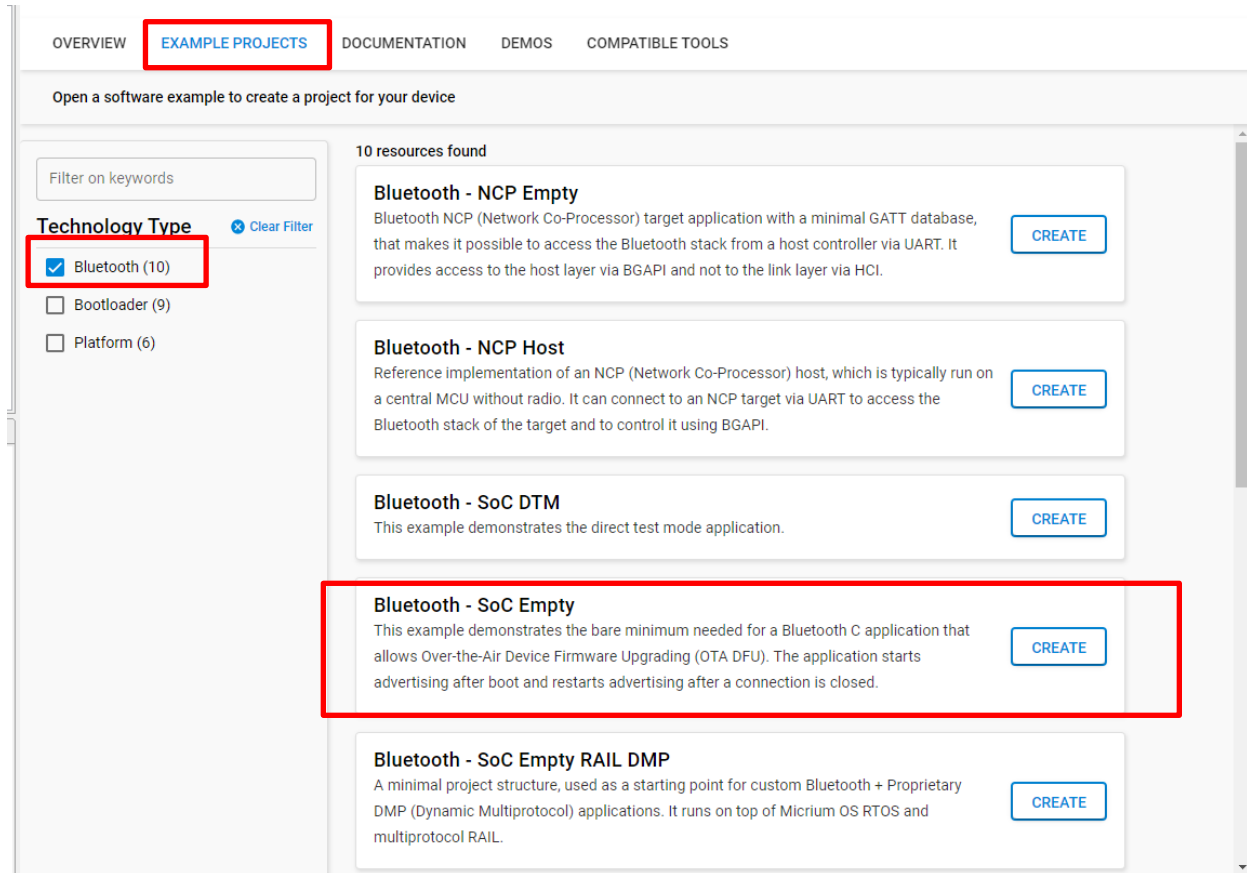 OVERVIEW EXAMPLE PROJECTS DOCUMENTATION DEMOS COMPATIBLE TOOLS
Open a software example to create a project for your device
Filter on keywords
Technology Type Clear Filter
Bluetooth (10)
Bootloader (9)
Platform (6)
10 resources found
Bluetooth - NCP Empty
Bluetooth NCP (Network Co-Processor) target application with a minimal GATT database,
that makes it possible to access the Bluetooth stack from a host controller via UART. It
provides access to the host layer via BGAPI and not to the link layer via HCI.
CREATE
Bluetooth - NCP Host
Reference implementation of an NCP (Network Co-Processor) host, which is typically run on
a central MCU without radio. It can connect to an NCP target via UART to access the
Bluetooth stack of the target and to control it using BGAPI.
CREATE
Bluetooth - SoC DTM
This example demonstrates the direct test mode application.
CREATE
Bluetooth - SoC Empty
This example demonstrates the bare minimum needed for a Bluetooth C application that
allows Over-the-Air Device Firmware Upgrading (OTA DFU). The application starts
advertising after boot and restarts advertising after a connection is closed.
CREATE
Bluetooth - SoC Empty RAIL DMP
A minimal project structure, used as a starting point for custom Bluetooth + Proprietary
DMP (Dynamic Multiprotocol) applications. It runs on top of Micrium OS RTOS and
multiprotocol RAIL.
CREATE